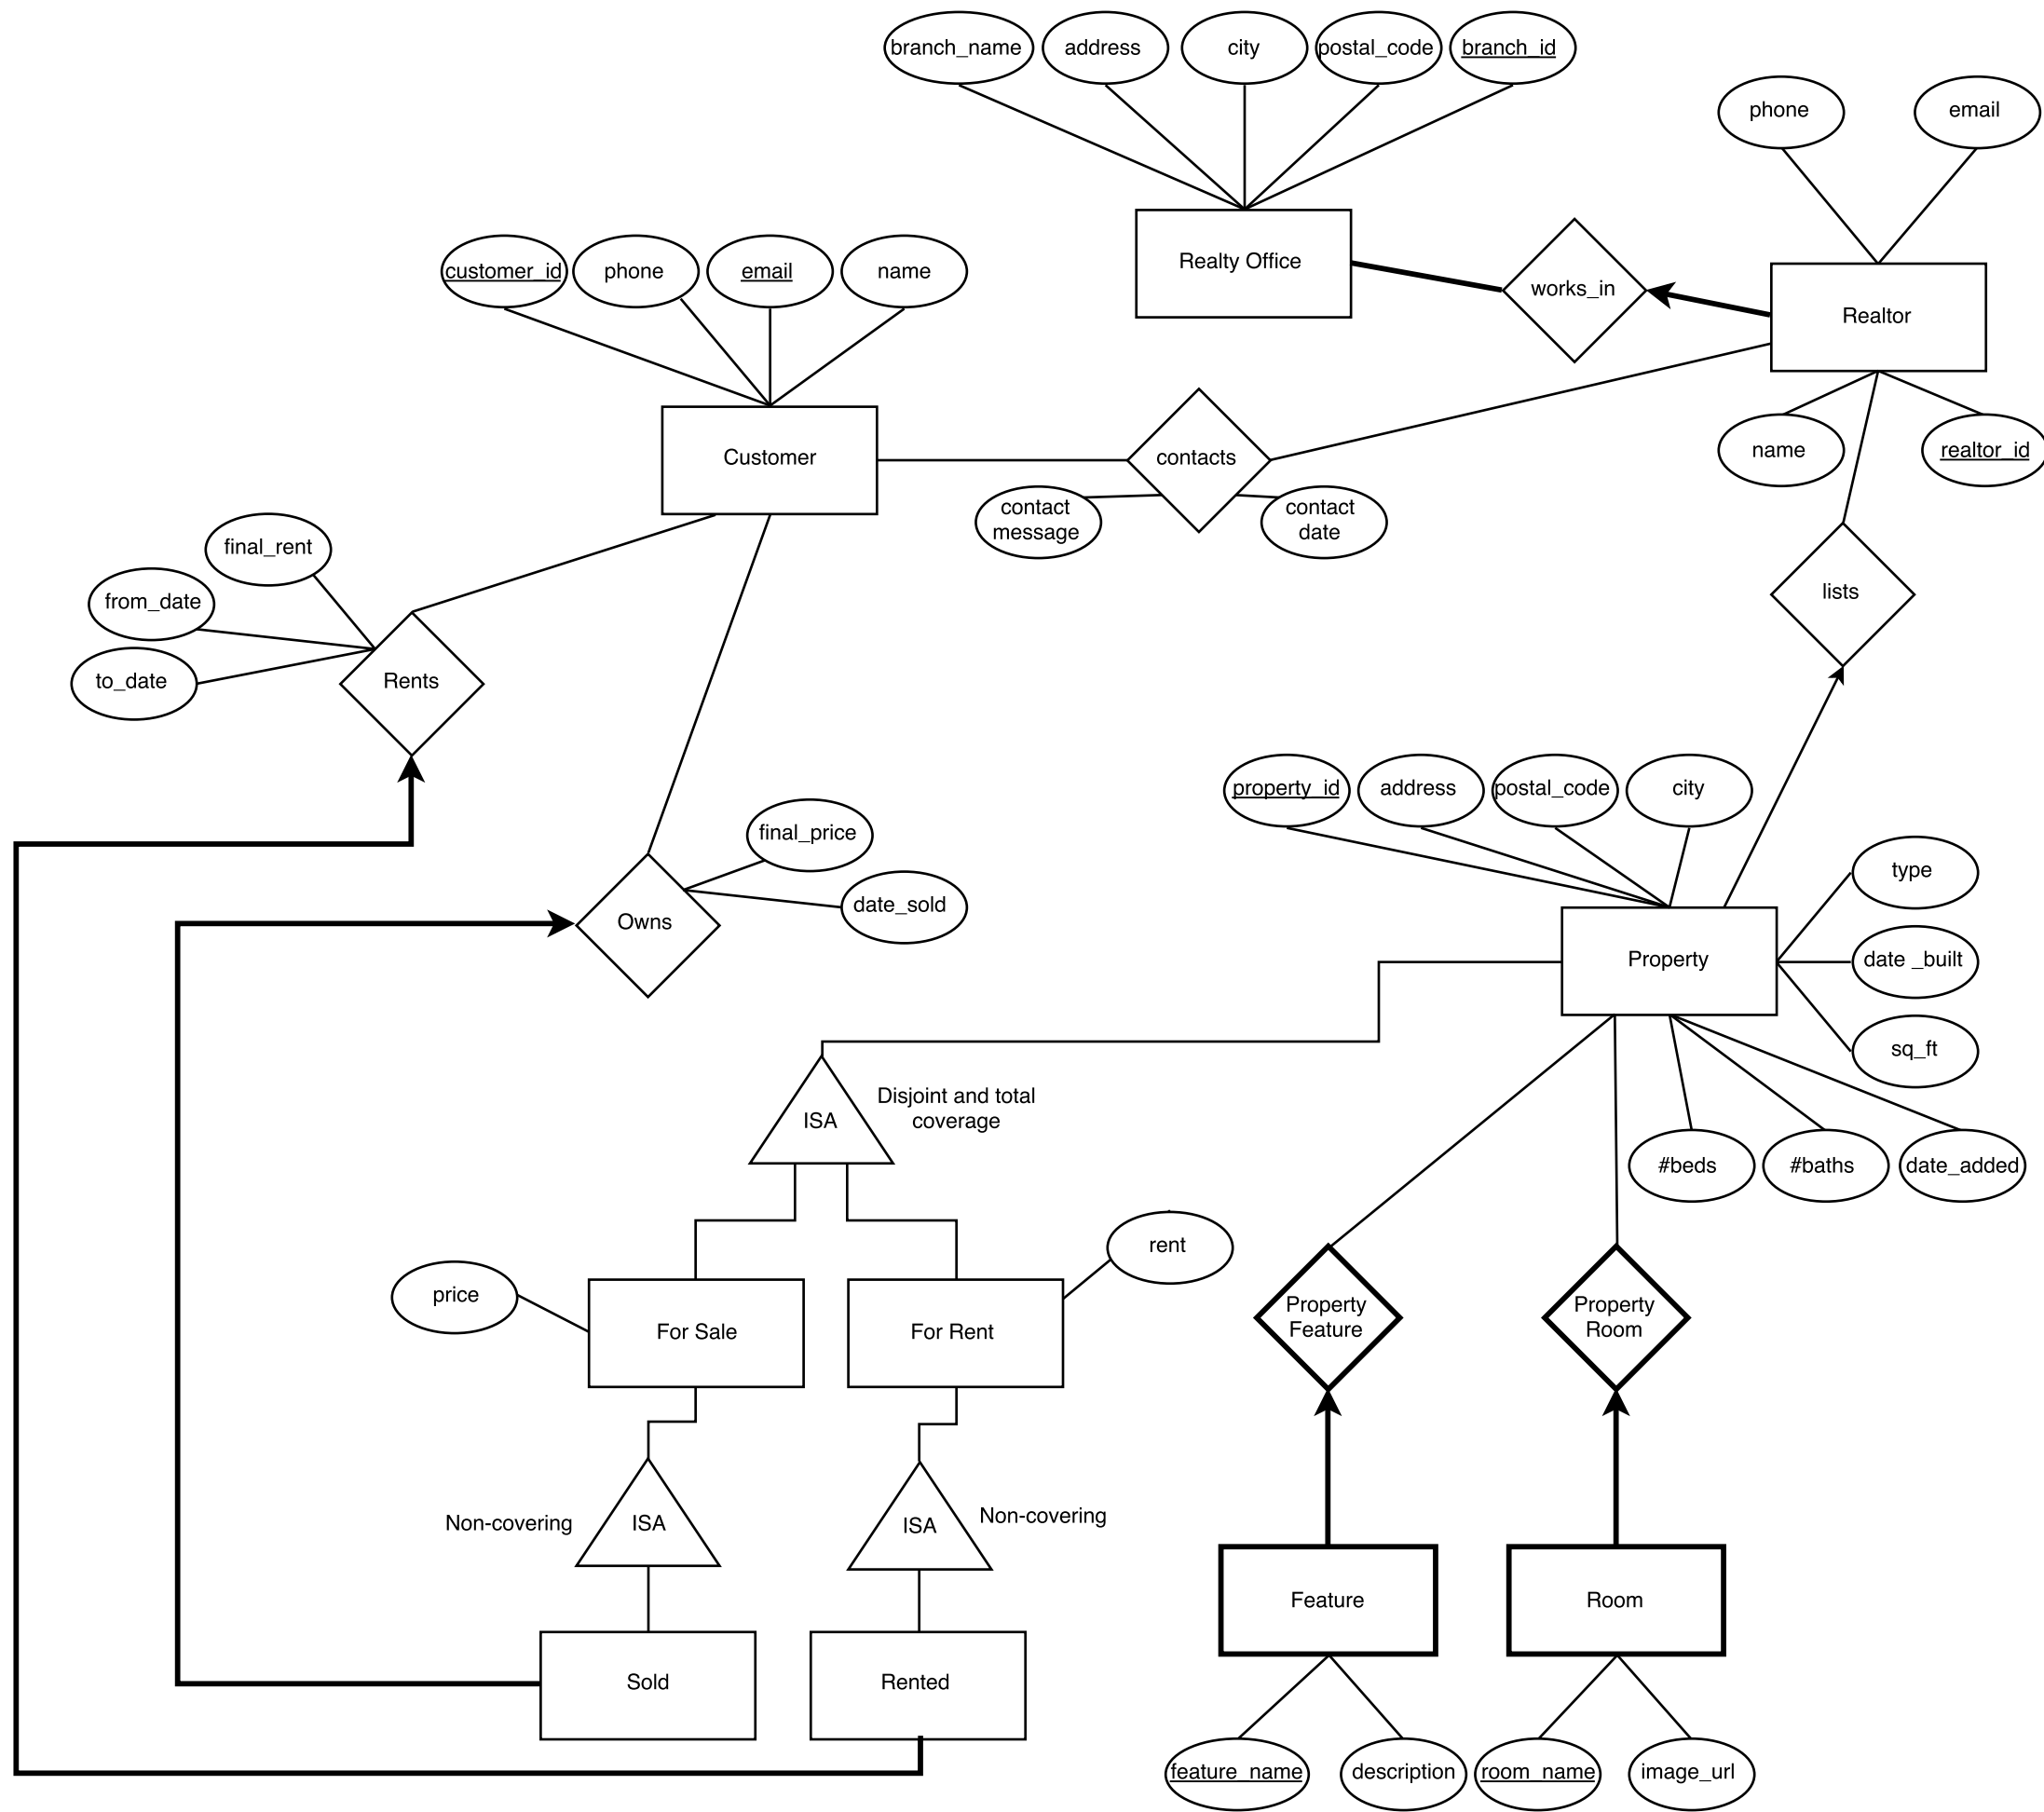 branch_name
address
city
postal_code
branch_id
phone
email
Realty Office
works_in
Realtor
customer_id
phone
email
name
Customer
contacts
name
realtor_id
contact
message
contact
date
final_rent
from_date
to_date
Rents
lists
property_id
address
postal_code
city
final_price
date_sold
Owns
type
Property
date _built
sq_ft
Disjoint and total
coverage
ISA
#beds
#baths
date_added
rent
price
For Sale
For Rent
Property
Feature
Property
Room
Non-covering
ISA
ISA
Non-covering
Feature
Room
Sold
Rented
feature_name
description
room_name
image_url